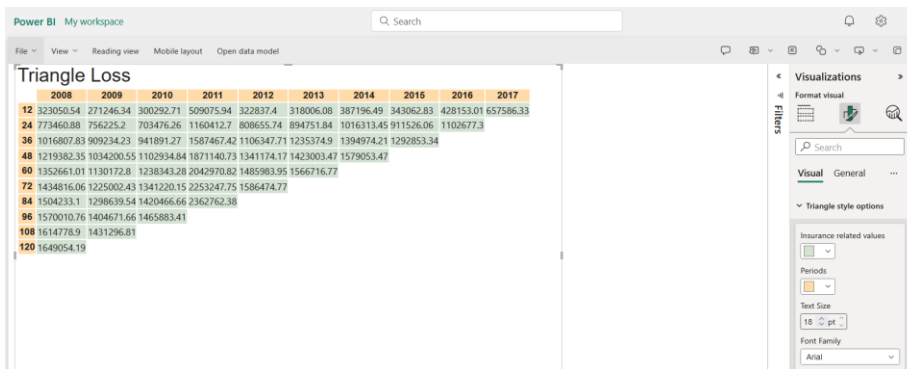 Power BI My workspace Search
File View Reading view Mobile layout Open data model
Triangle Loss
2008 2009 2010 2011 2012 2013 2014 2015 2016 2017
12 323050.54 271246.34 300292.71 509075.94 322837.4 318006.08 387196.49 343062.83 428153.01 657586.33
24 773460.88 756225.2 703476.26 1160412.7 808655.74 894751.84 1016313.45 911526.06 1102677.3
36 1016807.83 909234.23 941891.27 1587467.42 1106347.71 1235374.9 1394974.21 1292853.34
48 1219382.35 1034200.55 1102934.84 1871140.73 1341174.17 1423003.47 1579053.47
60 1352661.01 1130172.8 1238343.28 2042970.82 1485983.95 1566716.77
72 1434816.06 1225002.43 1341220.15 2253247.75 1586474.77
84 1504233.1 1298639.54 1420466.66 2362762.38
96 1570010.76 1404671.66 1465883.41
108 1614778.9 1431296.81
120 1649054.19
Filters
Visualizations
Format visual
Search
Visual General
Triangle style options
Insurance related values
Periods
Text Size
18 pt
Font Family
Arial